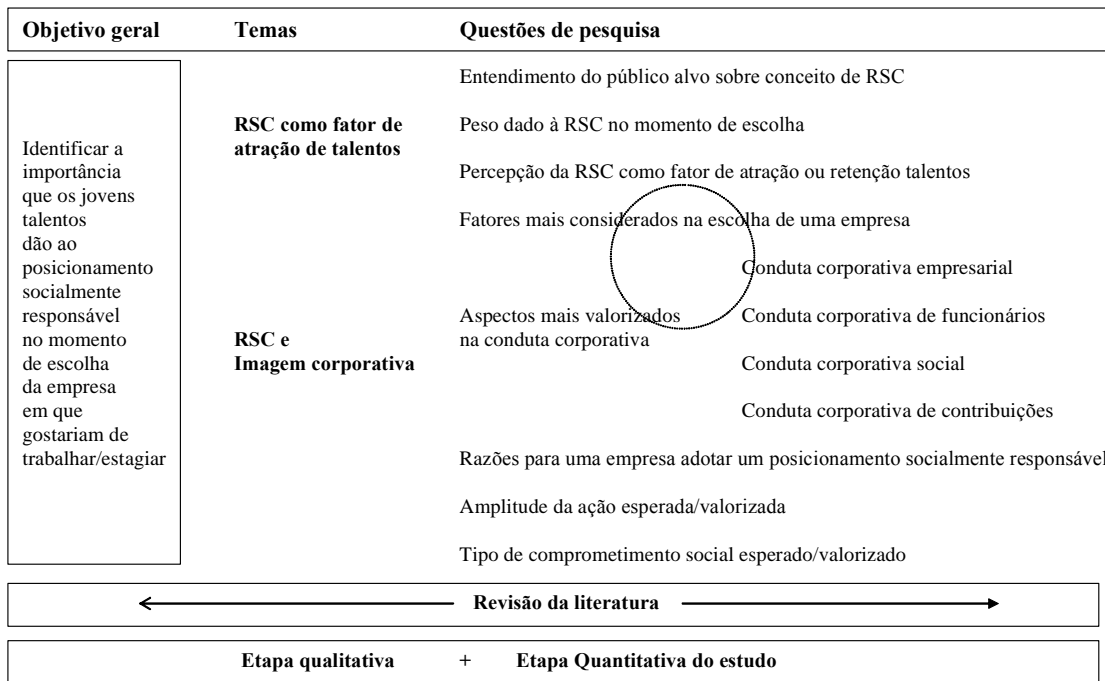 Objetivo geral Temas Questões de pesquisa
Identificar a
importância
que os jovens
talentos
dão ao
posicionamento
socialmente
responsável
no momento
de escolha
da empresa
em que
gostariam de
trabalhar/estagiar
RSC como fator de
atração de talentos
RSC e
Imagem corporativa
Entendimento do público alvo sobre conceito de RSC
Peso dado à RSC no momento de escolha
Percepção da RSC como fator de atração ou retenção talentos
Fatores mais considerados na escolha de uma empresa
Aspectos mais valorizados
na conduta corporativa
Conduta corporativa empresarial
Conduta corporativa de funcionários
Conduta corporativa social
Conduta corporativa de contribuições
Razões para uma empresa adotar um posicionamento socialmente responsável
Amplitude da ação esperada/valorizada
Tipo de comprometimento social esperado/valorizado
Revisão da literatura
Etapa qualitativa + Etapa Quantitativa do estudo